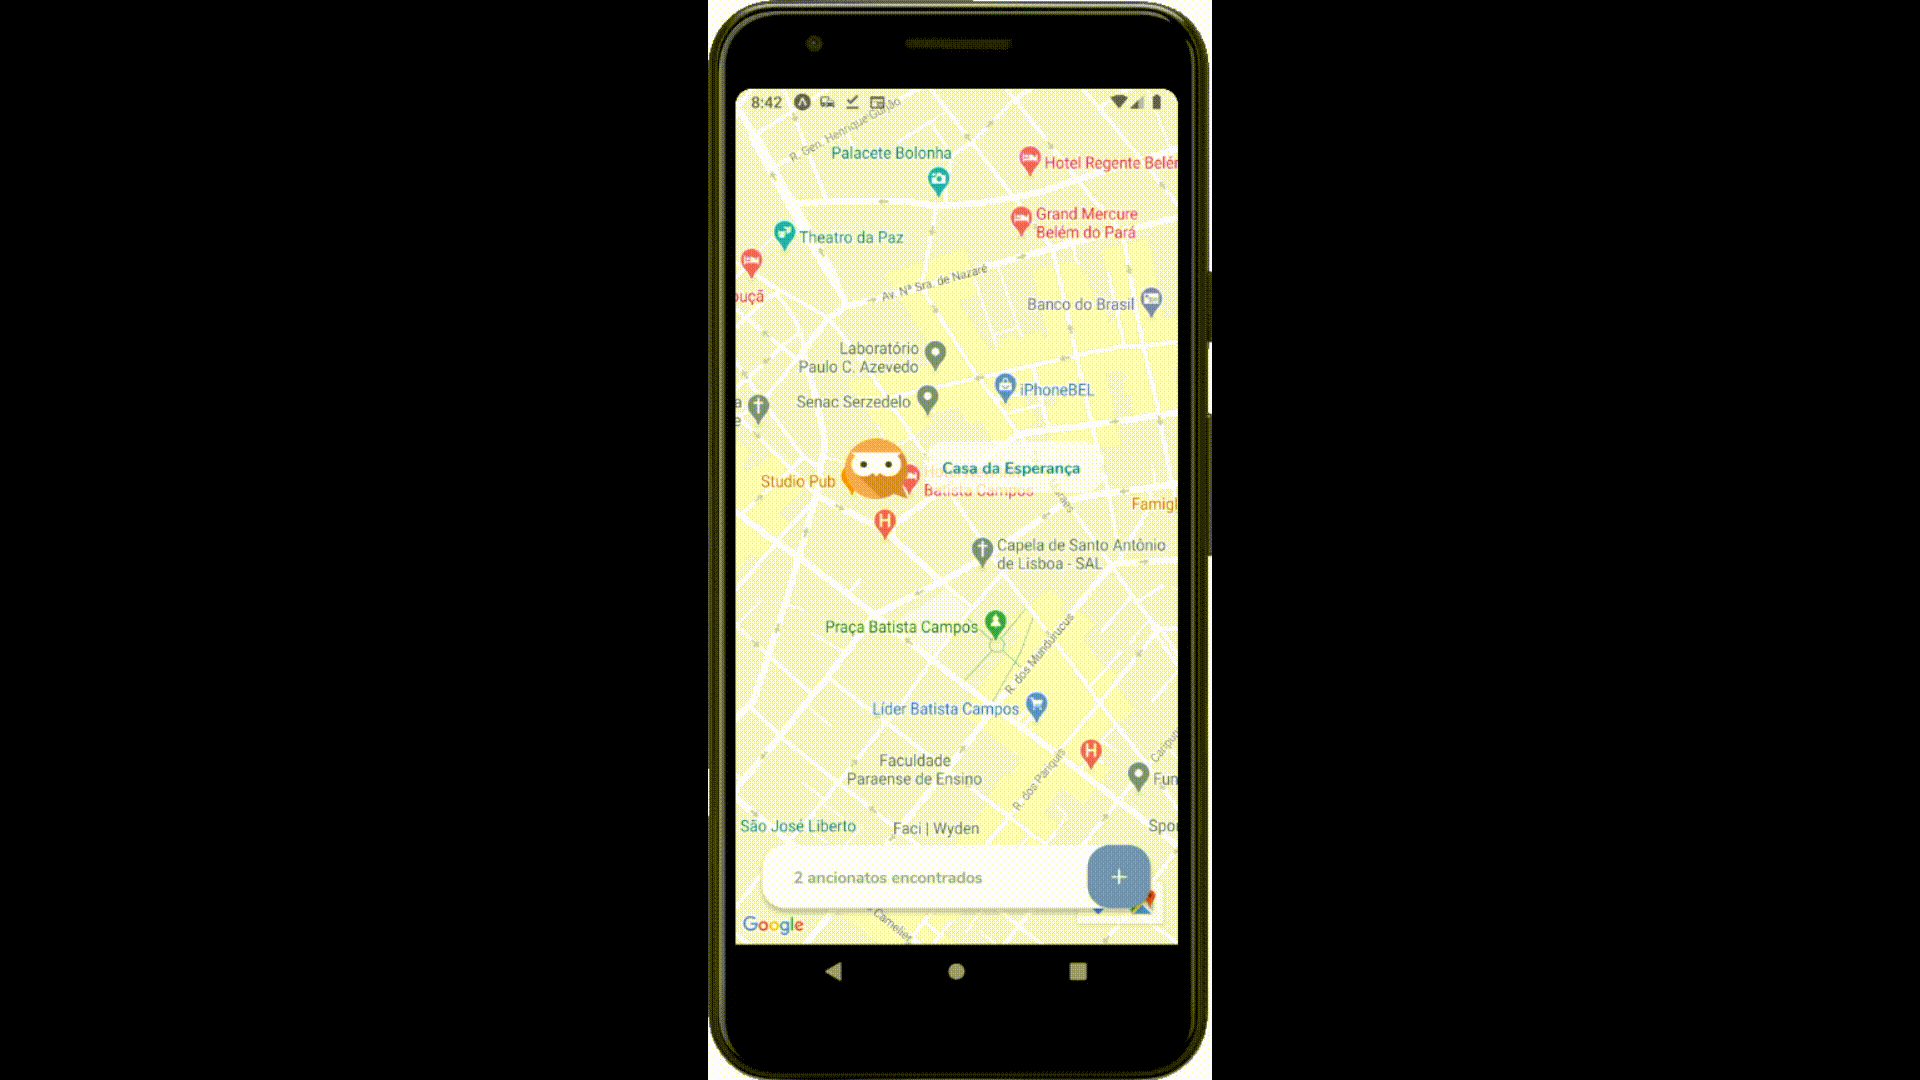 8:42
R. Gen. Henrique Gurjão
Palacete Bolonha
Hotel Regente Belé
Grand Mercure
Belém do Pará
Theatro da Paz
ouçã
Av. Nª Sra. de Nazaré
Banco do Brasil
Laboratório
Paulo C. Azevedo
iPhoneBEL
Senac Serzedelo
a
e
Casa da Esperança
Studio Pub
Batista Campos
Famigl
H
Capela de Santo Antônio
de Lisboa - SAL
Praça Batista Campos
R. dos Mundurucus
Líder Batista Campos
H
Faculdade
Paraense de Ensino
R. dos Pariquis
Fun
São José Liberto
Faci | Wyden
Spo
2 ancionatos encontrados
+
Google